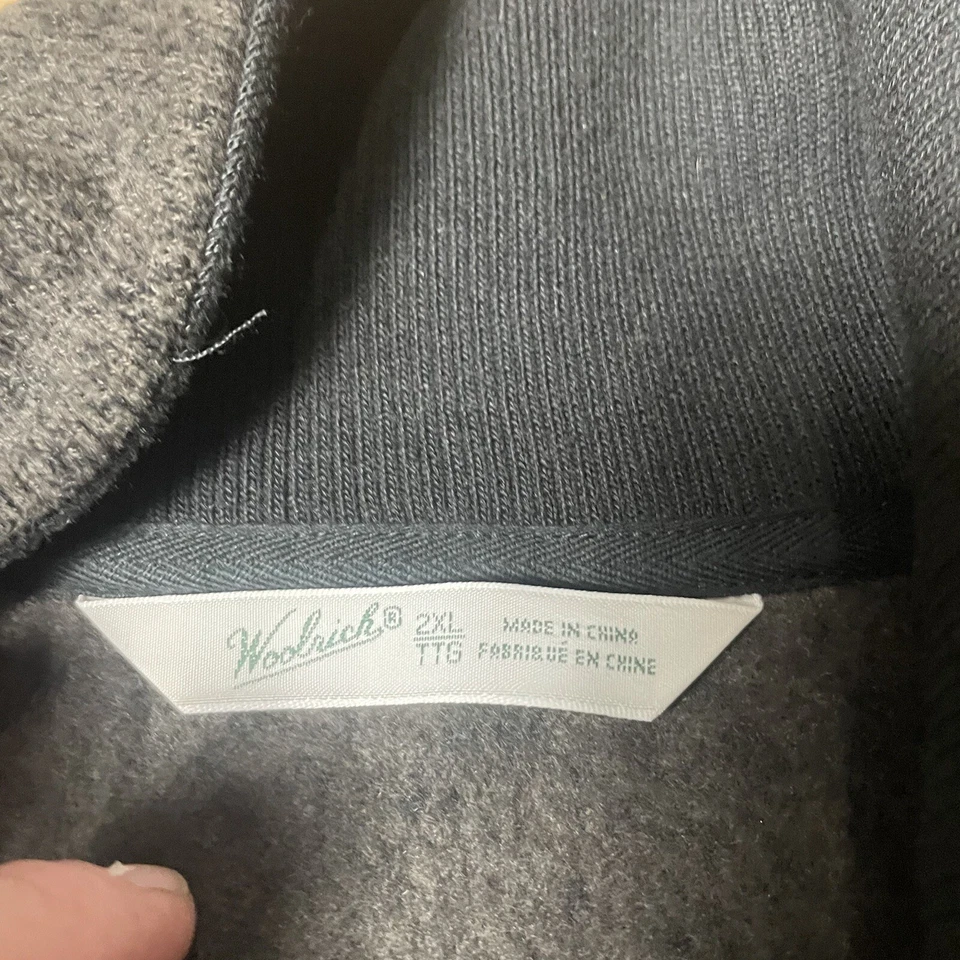 Woolrich® 2XL MADE IN CHINA
TTG FABRIQUÉ EN CHINE